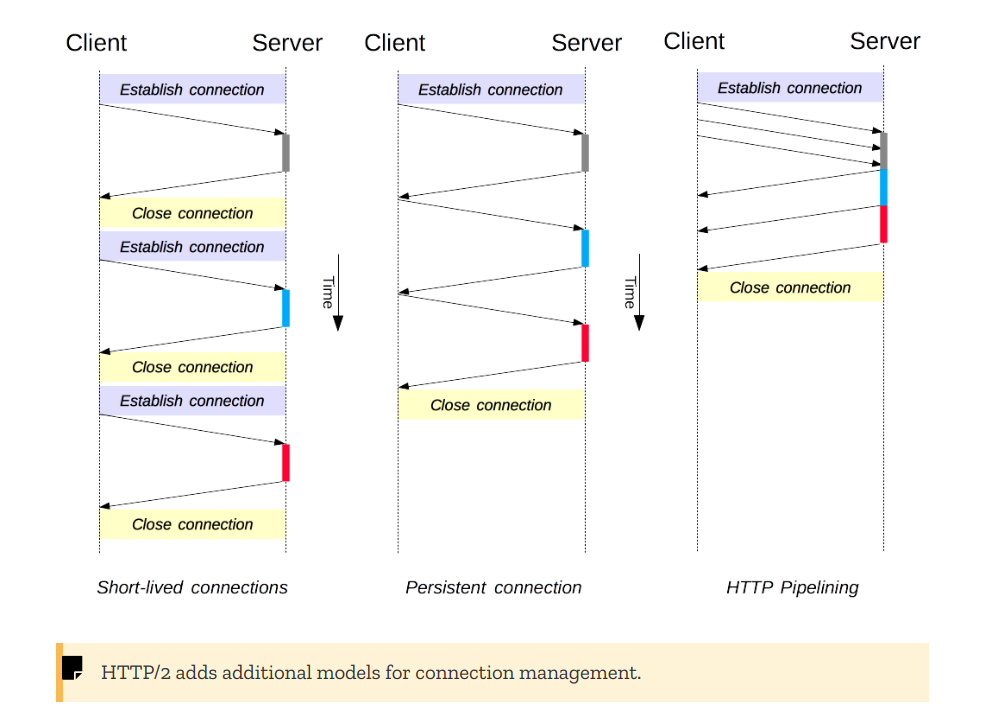 Client Server Client Server Client Server
Establish connection
Close connection
Establish connection
Close connection
Establish connection
Close connection
Short-lived connections
Time
Establish connection
Close connection
Persistent connection
Time
Establish connection
Close connection
HTTP Pipelining
HTTP/2 adds additional models for connection management.